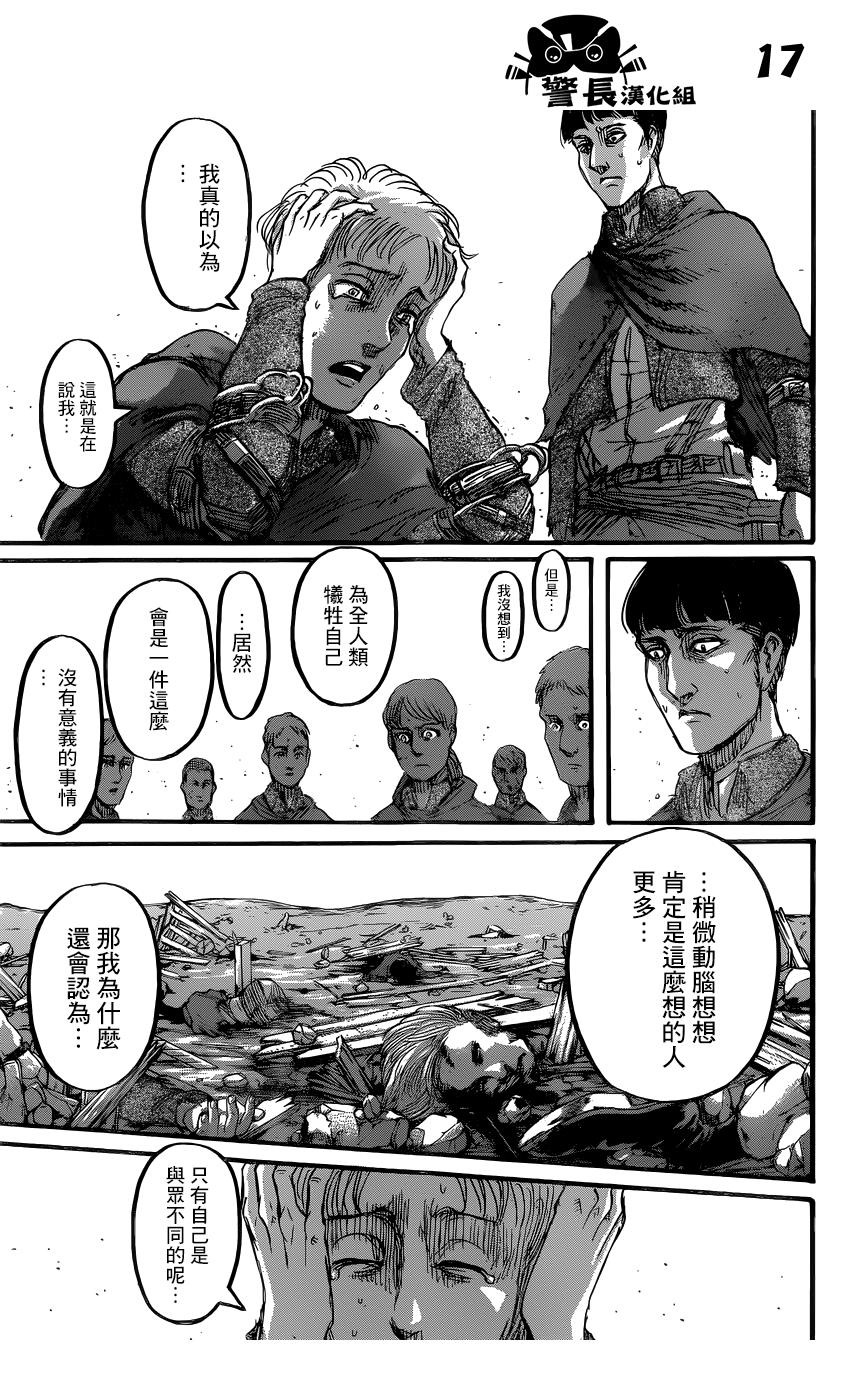 17
警長漢化組
我真的以為
…
這就是在
說我…
但是…
我沒想到…
為全人類
犧牲自己
…居然
會是一件這麼
沒有意義的事情
…
…稍微動腦想想
肯定是這麼想的人
更多…
那我為什麼
還會認為…
只有自己是
與眾不同的呢…